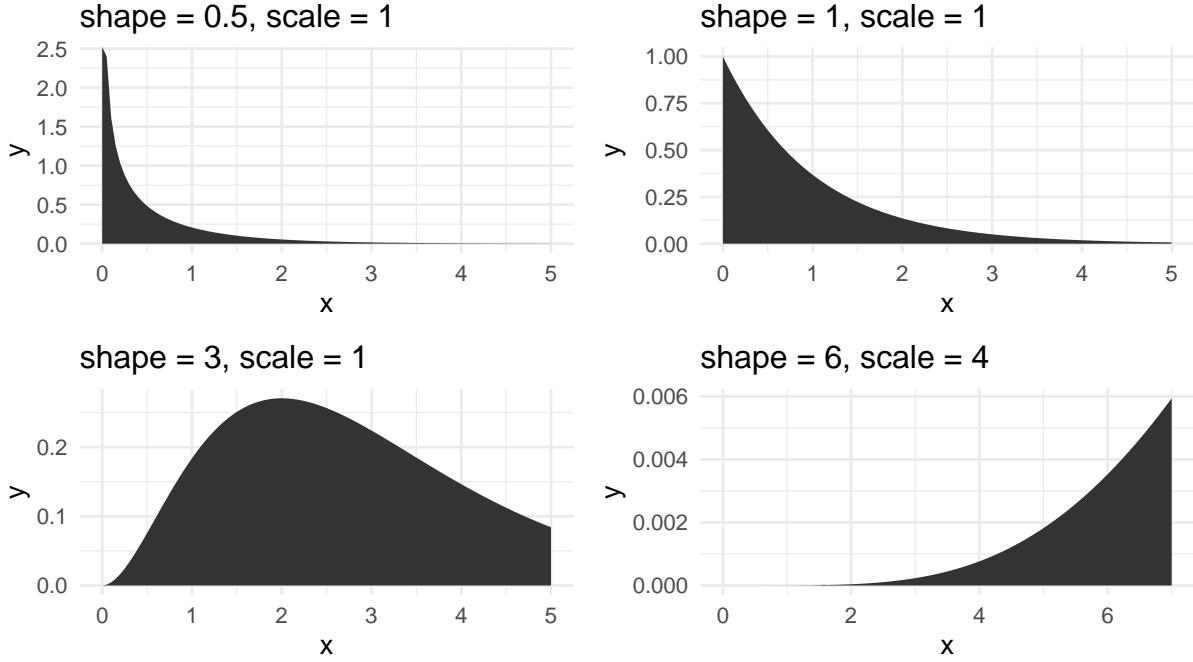 shape = 0.5, scale = 1
2.5
2.0
1.5
1.0
0.5
0.0
y
0 1 2 3 4 5
x
shape = 1, scale = 1
1.00
0.75
0.50
0.25
0.00
y
0 1 2 3 4 5
x
shape = 3, scale = 1
0.2
0.1
0.0
y
0 1 2 3 4 5
x
shape = 6, scale = 4
0.006
0.004
0.002
0.000
y
0 2 4 6
x